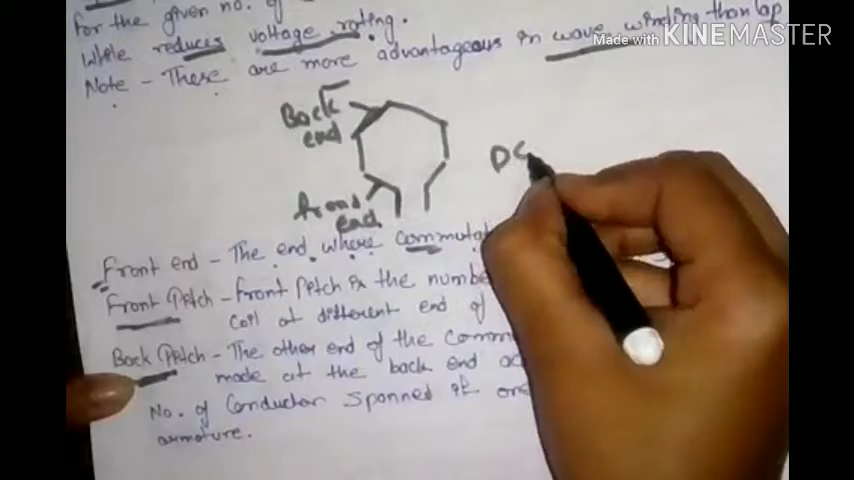 for the given no. of
while reduces voltage rating.
Note - These are more advantageous in wave winding than lap
Made with KINEMASTER
Back
end
front
end
DC
Front end - The end where commutat
Front Pitch - Front Pitch is the numbe
coil at different end of
Back Pitch - The other end of the comm
made at the back end
No. of Conductor Spanned if one
armature.